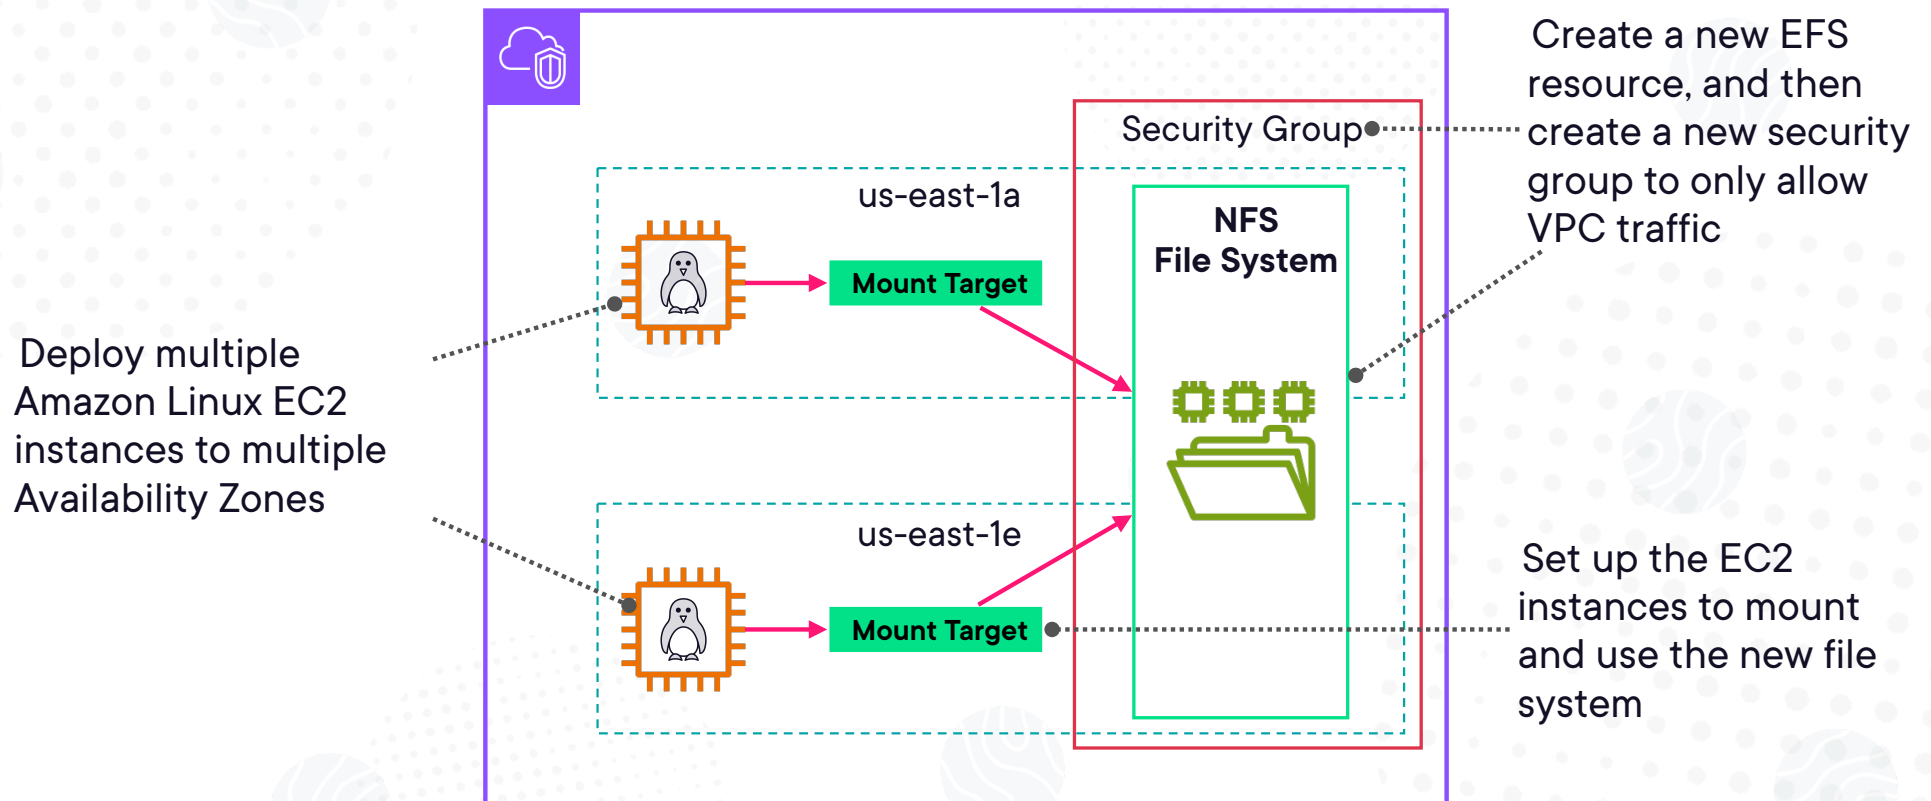 Create a new EFS
resource, and then
create a new security
group to only allow
VPC traffic
Security Group
us-east-1a
NFS
File System
Mount Target
Deploy multiple
Amazon Linux EC2
instances to multiple
Availability Zones
us-east-1e
Mount Target
Set up the EC2
instances to mount
and use the new file
system